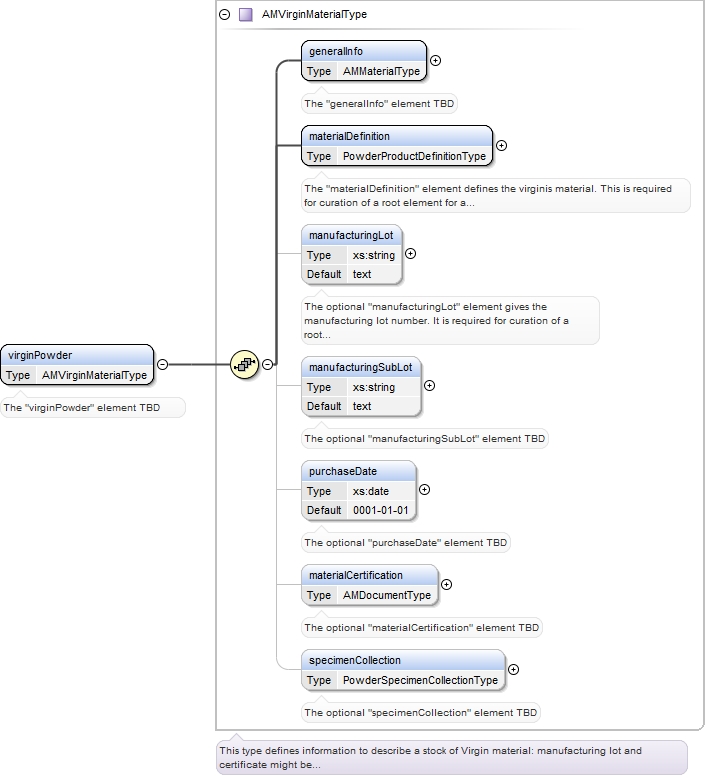 AMVirginMaterialType
generalInfo
Type AMMaterialType
The "generalInfo" element TBD
materialDefinition
Type PowderProductDefinitionType
The "materialDefinition" element defines the virginis material. This is required
for curation of a root element for a...
manufacturingLot
Type xs:string
Default text
The optional "manufacturingLot" element gives the
manufacturing lot number. It is required for curation of a
root...
virginPowder
Type AMVirginMaterialType
The "virginPowder" element TBD
manufacturingSubLot
Type xs:string
Default text
The optional "manufacturingSubLot" element TBD
purchaseDate
Type xs:date
Default 0001-01-01
The optional "purchaseDate" element TBD
materialCertification
Type AMDocumentType
The optional "materialCertification" element TBD
specimenCollection
Type PowderSpecimenCollectionType
The optional "specimenCollection" element TBD
This type defines information to describe a stock of Virgin material: manufacturing lot and
certificate might be...